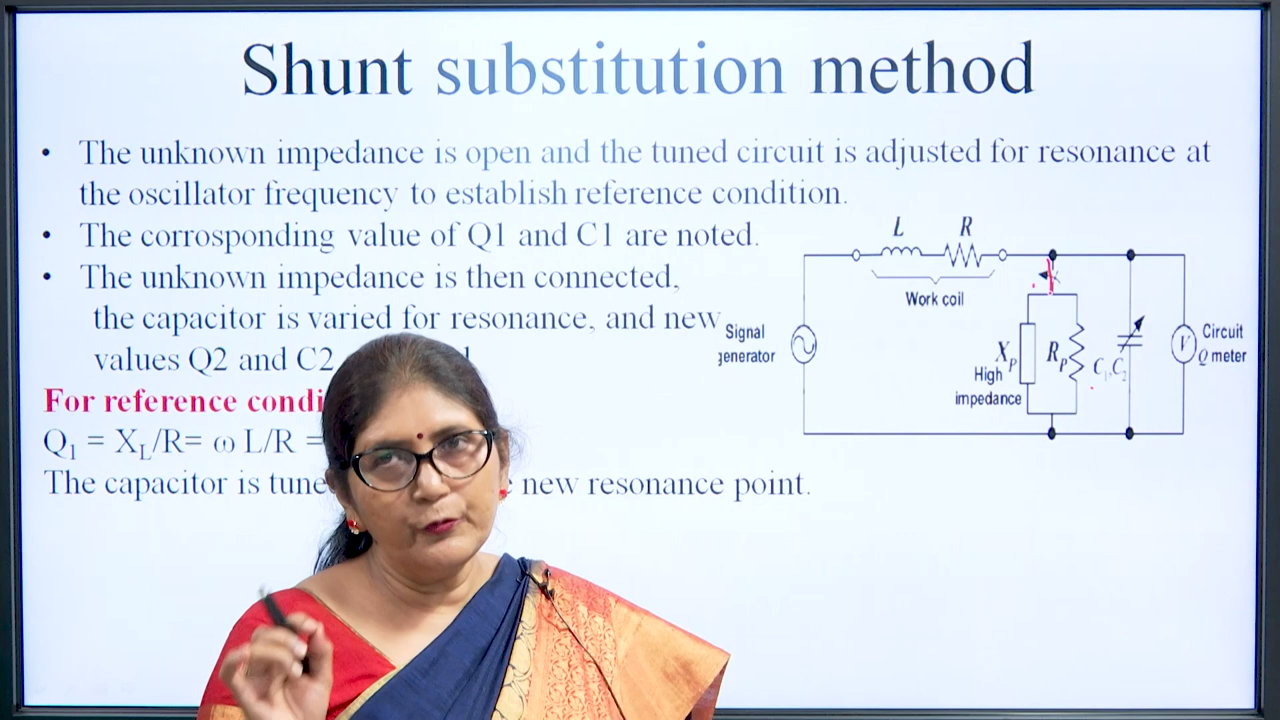 Shunt substitution method
• The unknown impedance is open and the tuned circuit is adjusted for resonance at
the oscillator frequency to establish reference condition.
• The corrosponding value of Q1 and C1 are noted.
• The unknown impedance is then connected,
the capacitor is varied for resonance, and new
values Q2 and C2
For reference condi
Q₁ = X_L/R= ω L/R =
The capacitor is tune new resonance point.
L R
Work coil
Signal
generator
X_P R_P
High
impedance
C₁,C₂
V
Circuit
Q meter